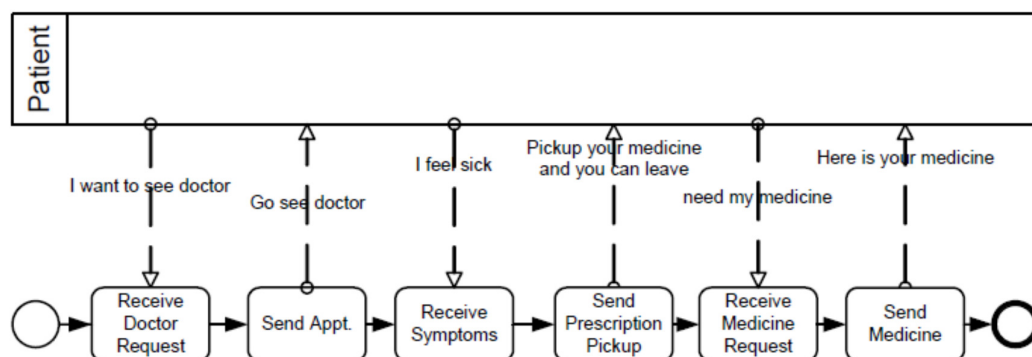 Patient
I want to see doctor
Go see doctor
I feel sick
Pickup your medicine
and you can leave
need my medicine
Here is your medicine
Receive
Doctor
Request
Send Appt.
Receive
Symptoms
Send
Prescription
Pickup
Receive
Medicine
Request
Send
Medicine